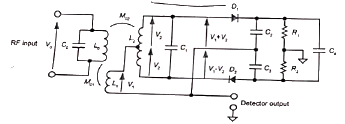 D₁
M₀₂
RF input
V₀
C₀
L₀
L₂
V₂
V₂
C₁
V₁+V₂
V₁-V₂
C₂
C₃
R₁
R₂
C₄
D₂
M₀₁
L₁
V₁
Detector output